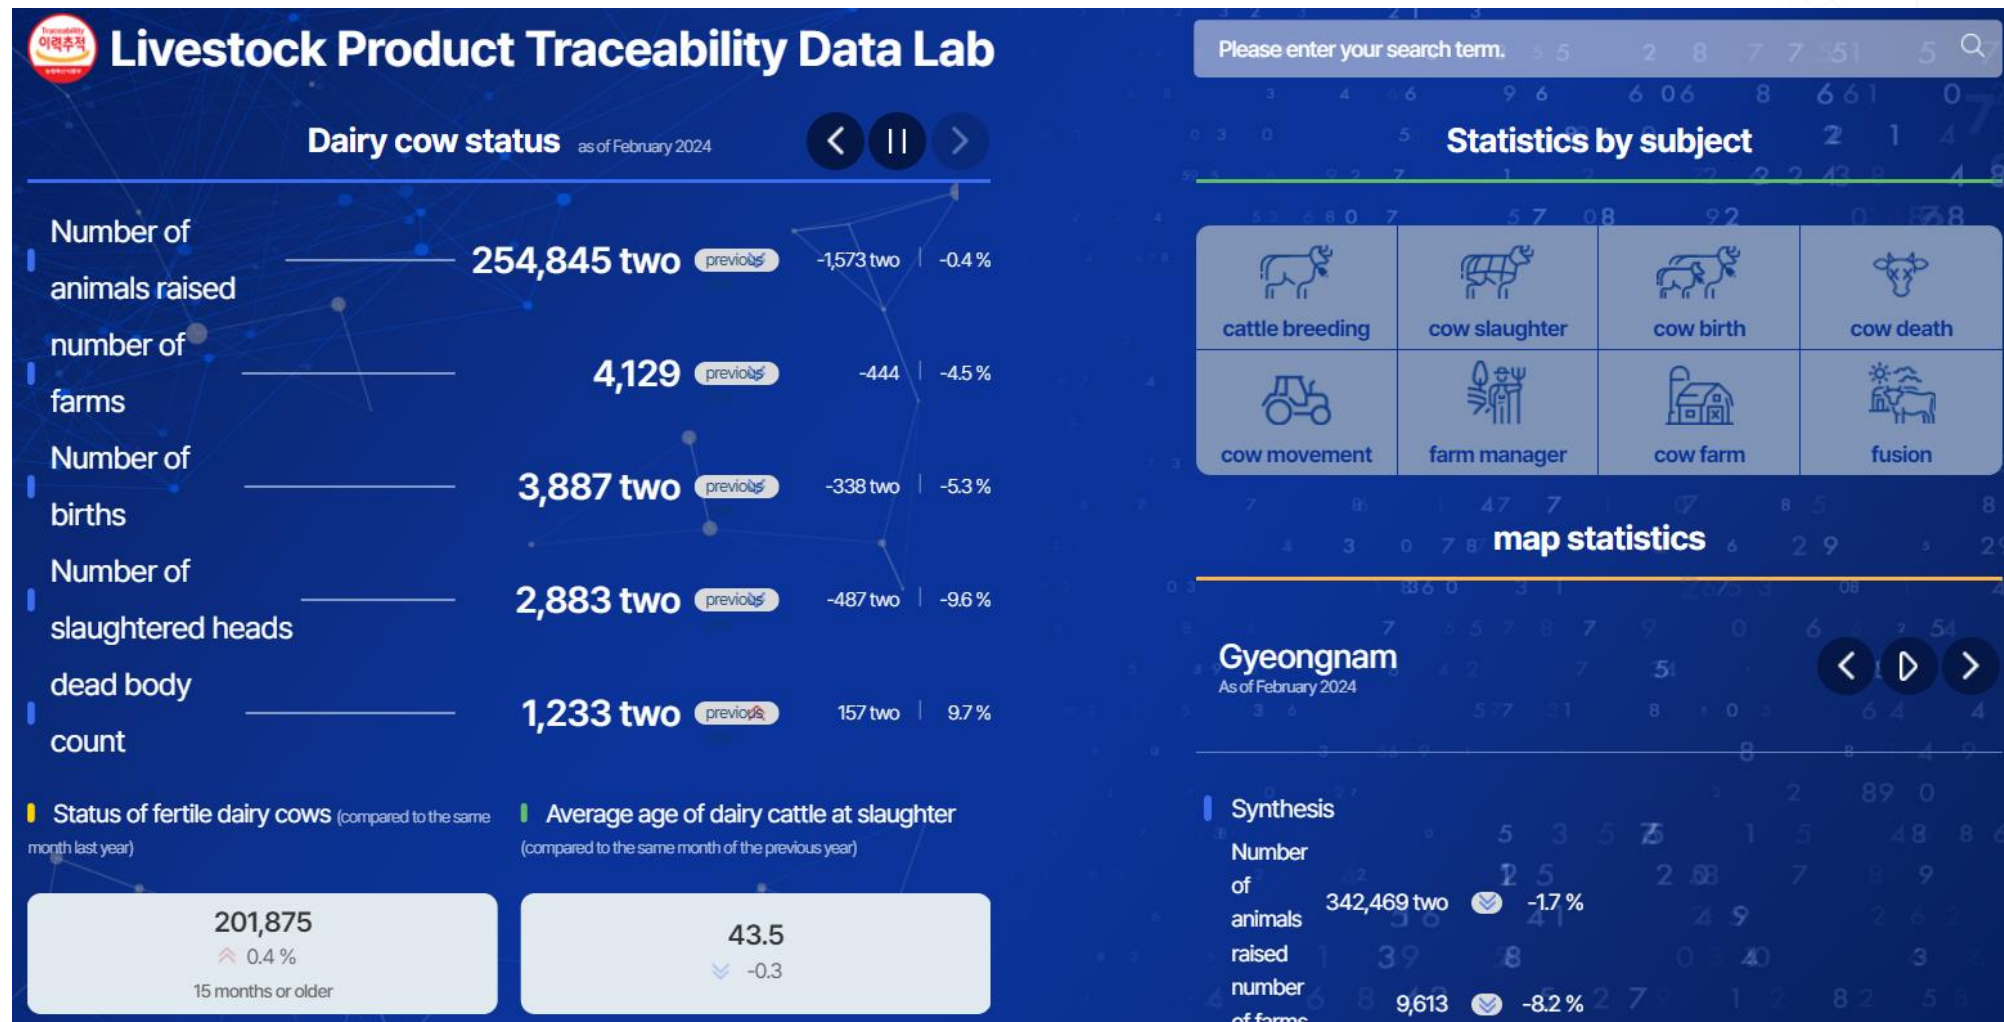 Traceability
이력추적
Livestock Product Traceability Data Lab
Please enter your search term.
Dairy cow status as of February 2024
Number of
animals raised
254,845 two previous -1,573 two -0.4 %
number of
farms
4,129 previous -444 -4.5 %
Number of
births
3,887 two previous -338 two -5.3 %
Number of
slaughtered heads
2,883 two previous -487 two -9.6 %
dead body
count
1,233 two previous 157 two 9.7 %
Status of fertile dairy cows (compared to the same
month last year)
201,875
0.4 %
15 months or older
Average age of dairy cattle at slaughter
(compared to the same month of the previous year)
43.5
-0.3
Statistics by subject
cattle breeding
cow slaughter
cow birth
cow death
cow movement
farm manager
cow farm
fusion
map statistics
Gyeongnam
As of February 2024
Synthesis
Number
of
animals
raised
342,469 two -1.7 %
number
of farms
9,613 -8.2 %